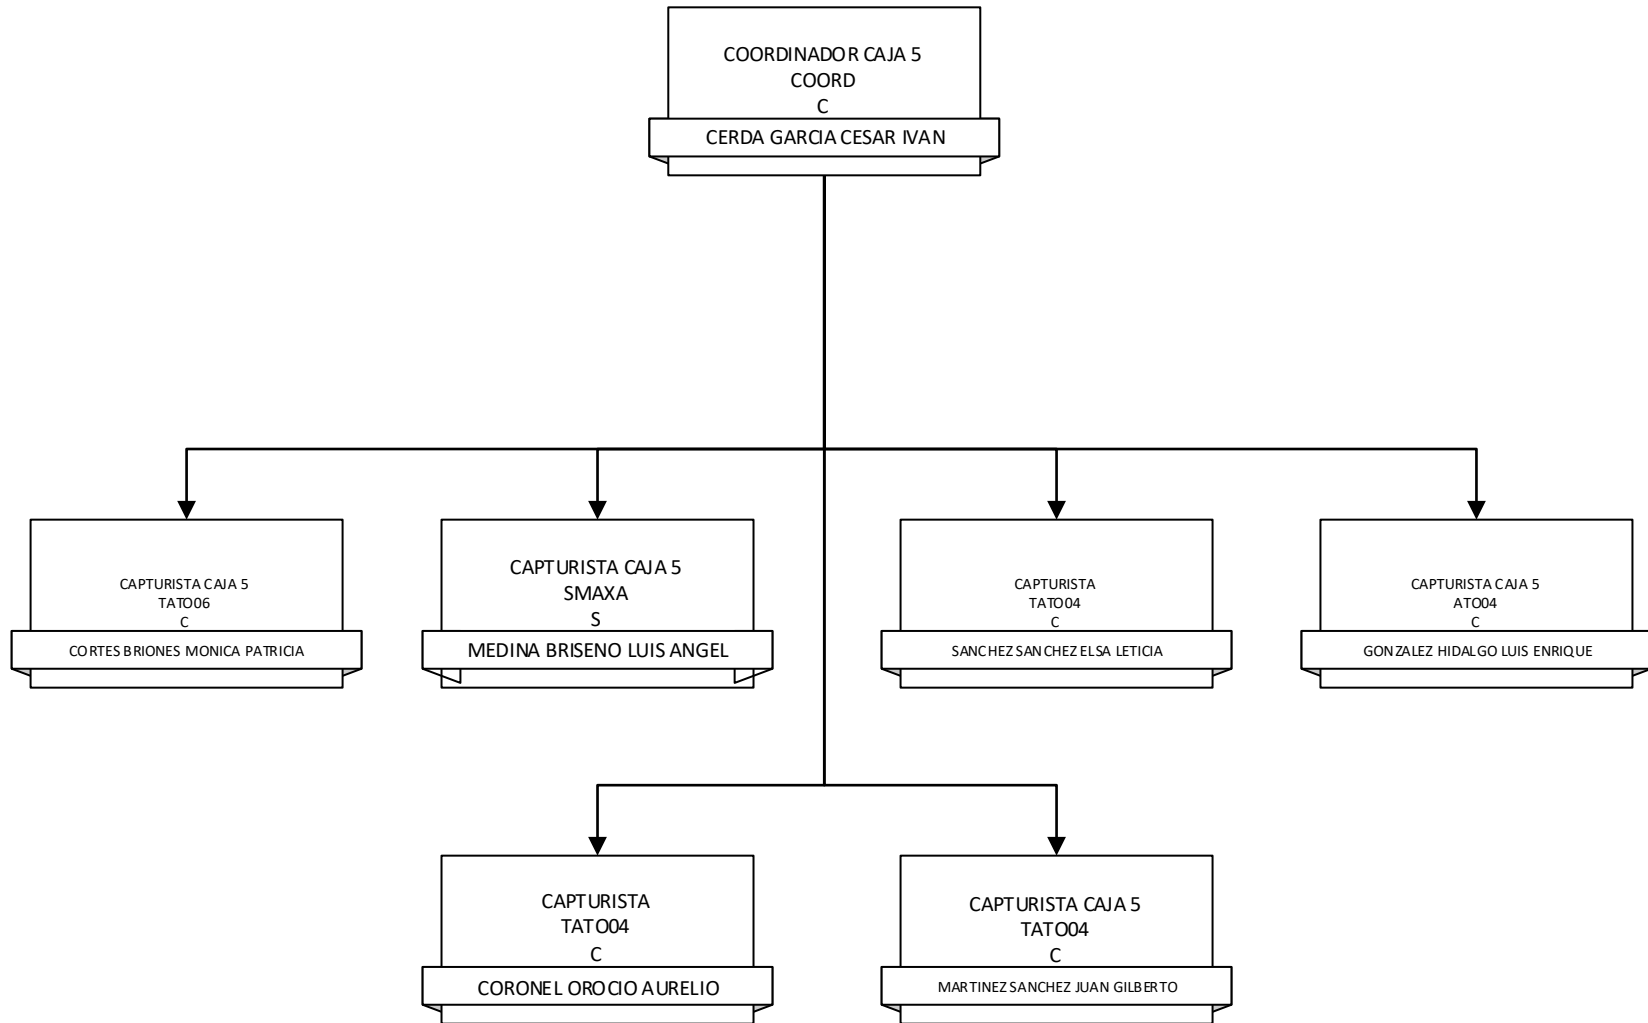 COORDINADOR CAJA 5
COORD
C
CERDA GARCIA CESAR IVAN
CAPTURISTA CAJA 5
TATO06
C
CORTES BRIONES MONICA PATRICIA
CAPTURISTA CAJA 5
SMAXA
S
MEDINA BRISENO LUIS ANGEL
CAPTURISTA
TATO04
C
SANCHEZ SANCHEZ ELSA LETICIA
CAPTURISTA CAJA 5
ATO04
C
GONZALEZ HIDALGO LUIS ENRIQUE
CAPTURISTA
TATO04
C
CORONEL OROCIO AURELIO
CAPTURISTA CAJA 5
TATO04
C
MARTINEZ SANCHEZ JUAN GILBERTO